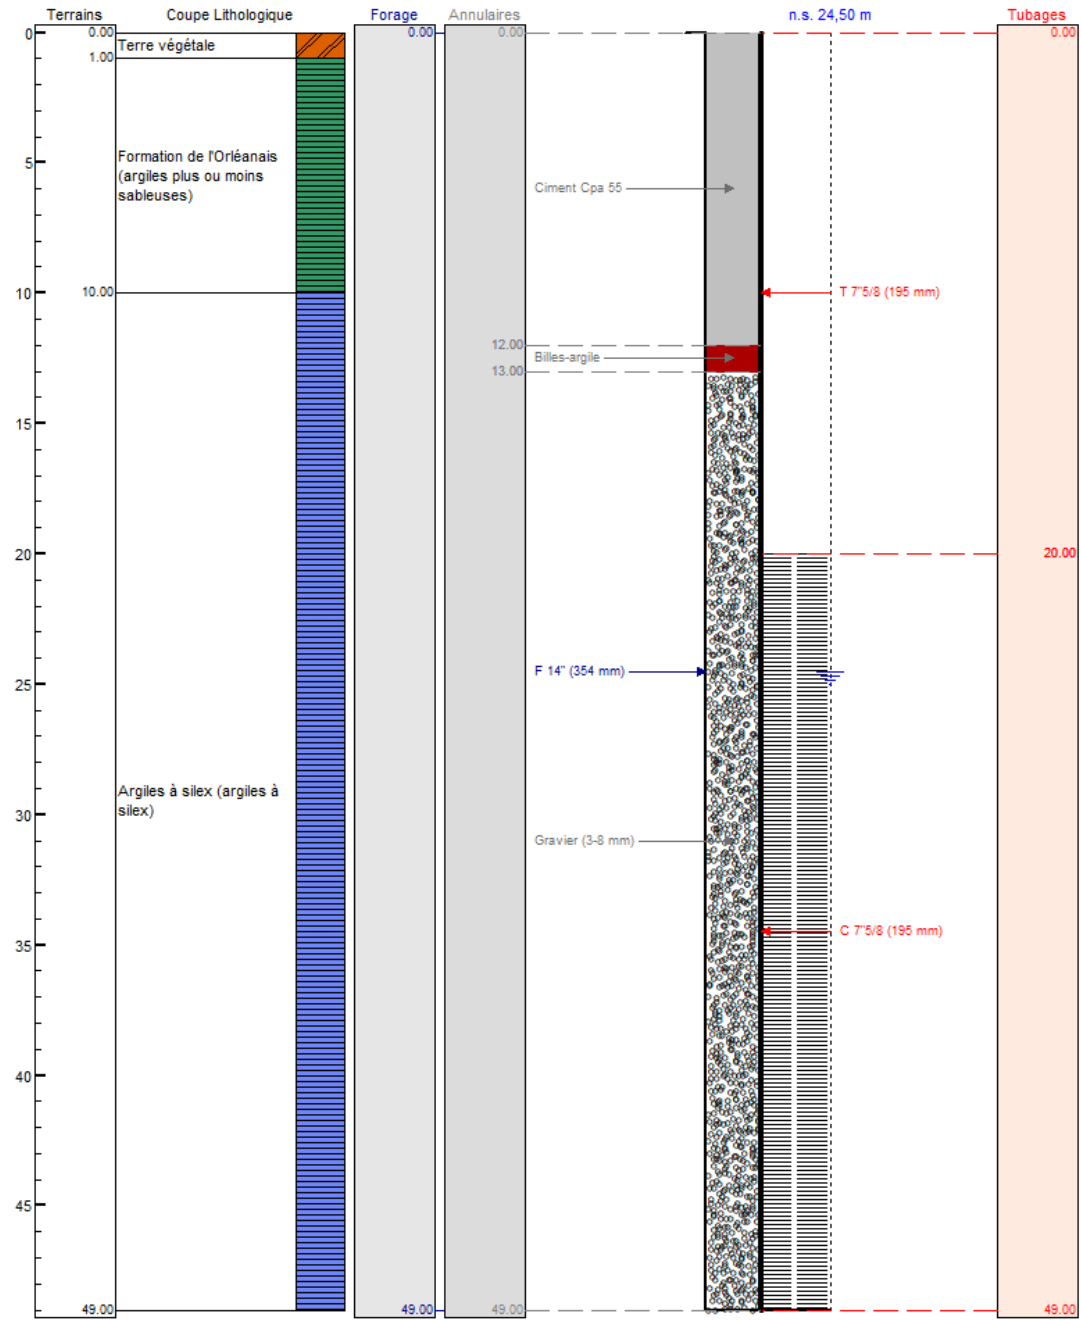 Terrains
Coupe Lithologique
Forage
Annulaires
n.s. 24,50 m
Tubages
0
0.00
Terre végétale
0.00
0.00
0.00
1.00
5
Formation de l'Orléanais
(argiles plus ou moins
sableuses)
Ciment Cpa 55
10
10.00
T 7"5/8 (195 mm)
12.00
Billes-argile
13.00
15
20
20.00
25
F 14" (354 mm)
30
Argiles à silex (argiles à
silex)
Gravier (3-8 mm)
35
C 7"5/8 (195 mm)
40
45
49.00
49.00
49.00
49.00